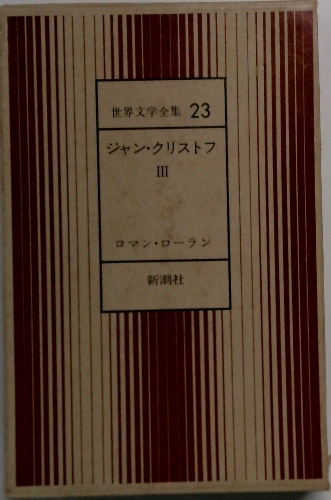 世界文学全集 23
ジャン・クリストフ
III
ロマン・ローラン
新潮社